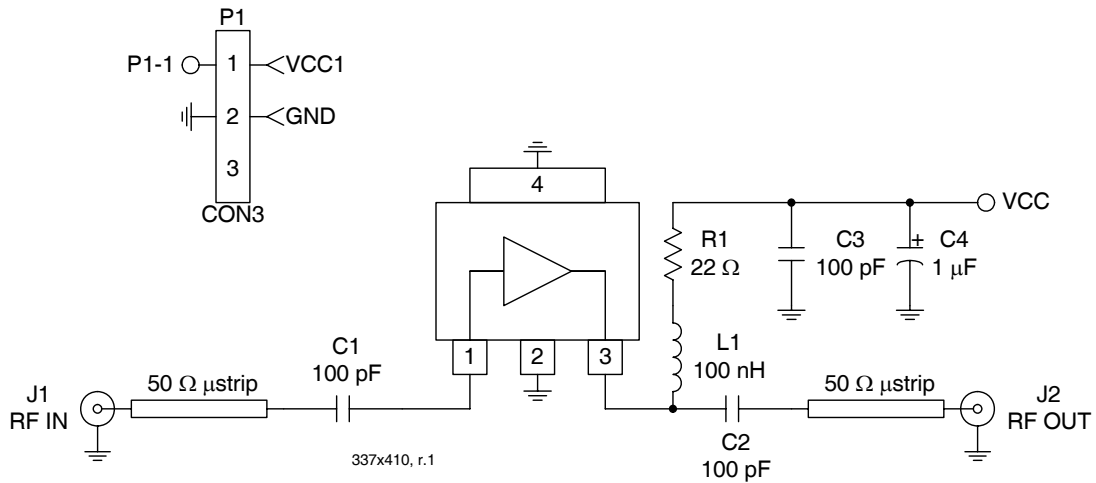 P1
P1-1
1
VCC1
2
GND
3
CON3
4
VCC
R1
22 Ω
C3
100 pF
+
C4
1 μF
1
2
3
C1
100 pF
L1
100 nH
J1
RF IN
50 Ω μstrip
50 Ω μstrip
J2
RF OUT
C2
100 pF
337x410, r.1